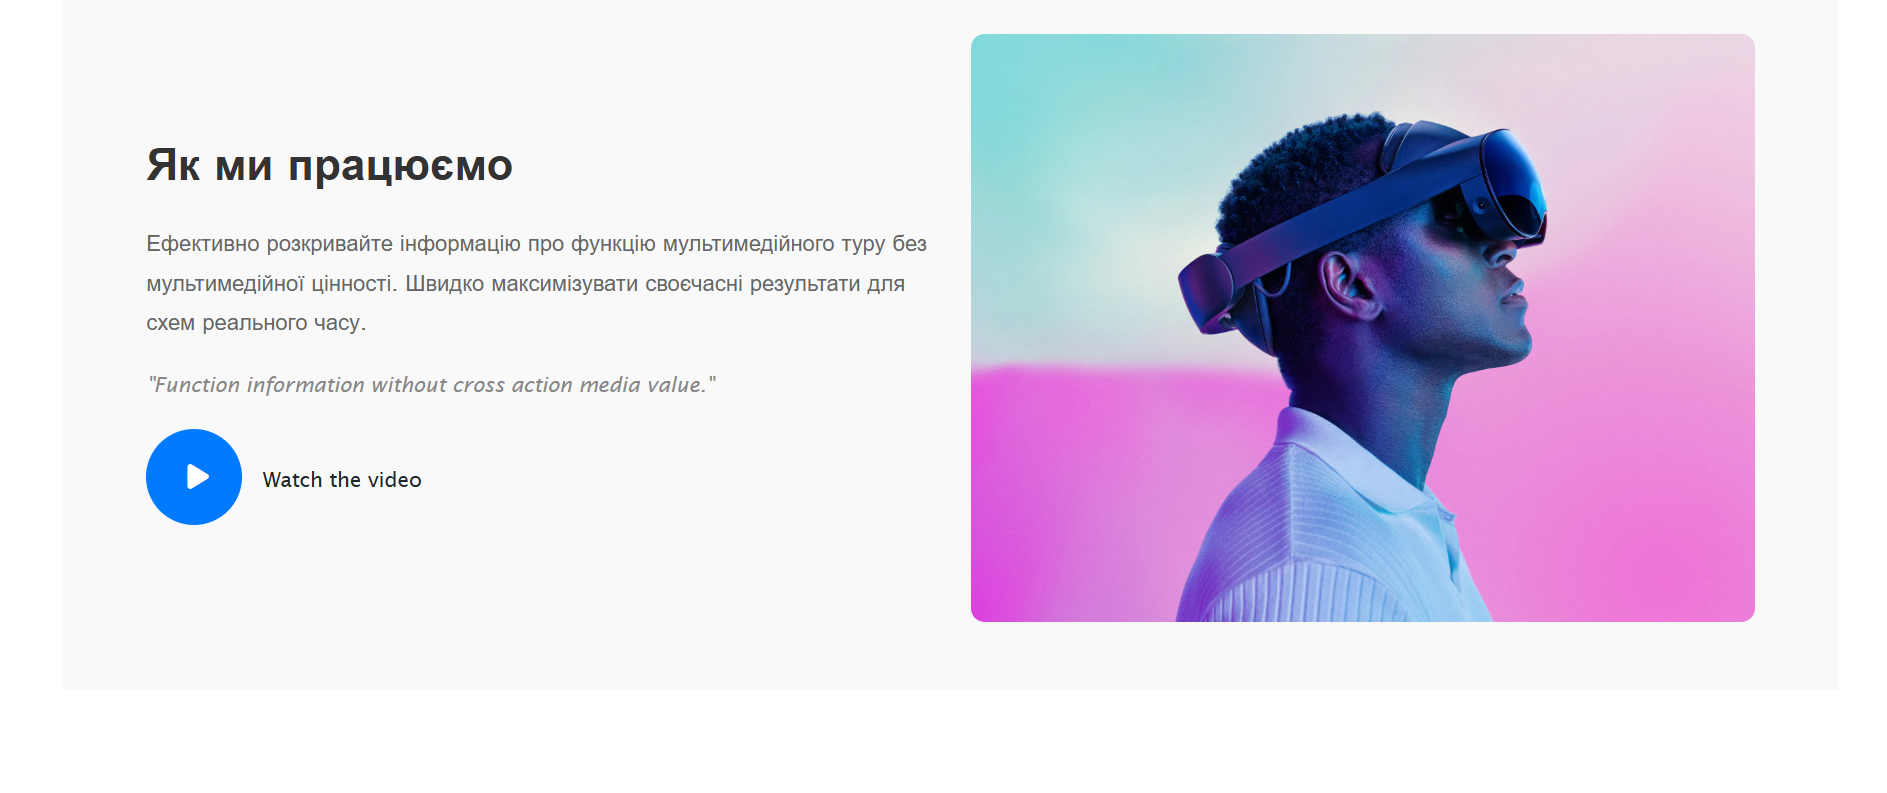 Як ми працюємо
Ефективно розкривайте інформацію про функцію мультимедійного туру без
мультимедійної цінності. Швидко максимізувати своєчасні результати для
схем реального часу.
"Function information without cross action media value."
Watch the video